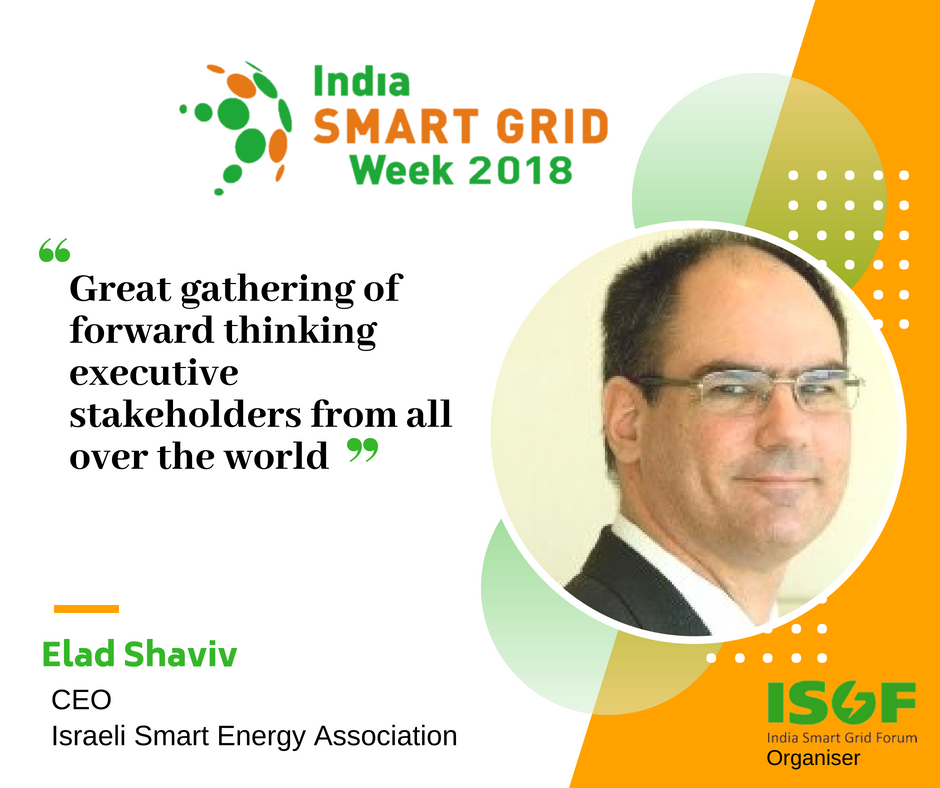 India
SMART GRID
Week 2018
“
Great gathering of
forward thinking
executive
stakeholders from all
over the world ”
Elad Shaviv
CEO
Israeli Smart Energy Association
ISGF
India Smart Grid Forum
Organiser